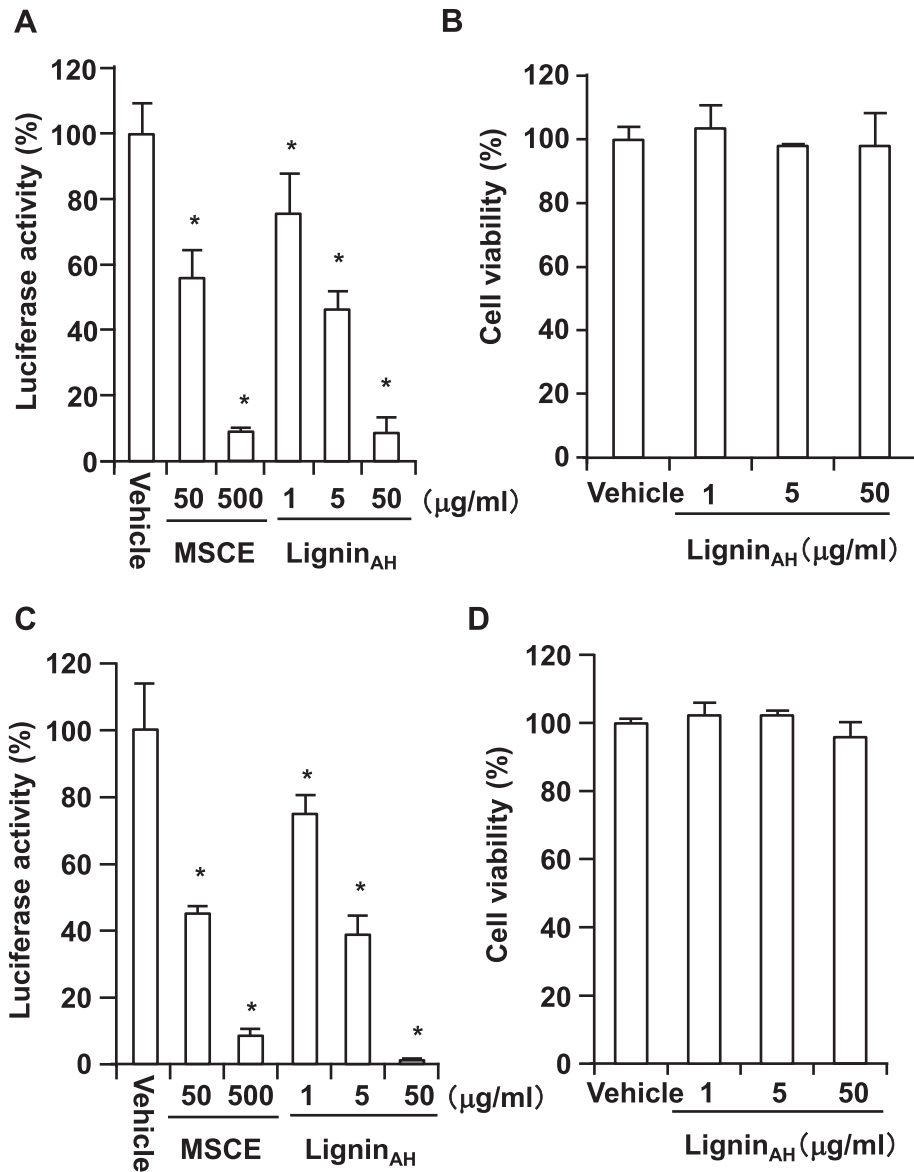 A
Luciferase activity (%)
120
100
80
60
40
20
0
* * * * *
Vehicle 50 500 1 5 50 (μg/ml)
MSCE LigninAH
B
Cell viability (%)
120
100
80
60
40
20
0
Vehicle 1 5 50
LigninAH (μg/ml)
C
Luciferase activity (%)
120
100
80
60
40
20
0
* * * * *
Vehicle 50 500 1 5 50 (μg/ml)
MSCE LigninAH
D
Cell viability (%)
120
100
80
60
40
20
0
Vehicle 1 5 50
LigninAH (μg/ml)